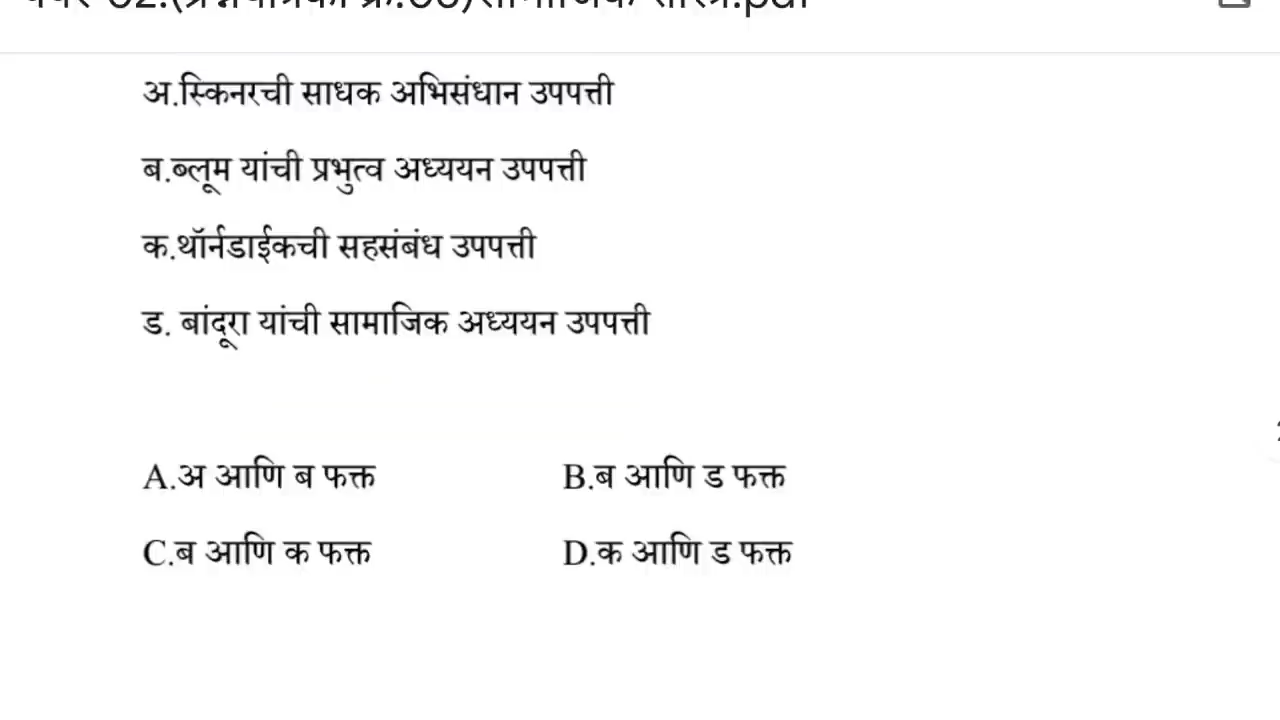 अ.स्किनरची साधक अभिसंधान उपपत्ती
ब.ब्लूम यांची प्रभुत्व अध्ययन उपपत्ती
क.थॉर्नडाईकची सहसंबंध उपपत्ती
ड. बांदूरा यांची सामाजिक अध्ययन उपपत्ती
A.अ आणि ब फक्त
B.ब आणि ड फक्त
C.ब आणि क फक्त
D.क आणि ड फक्त